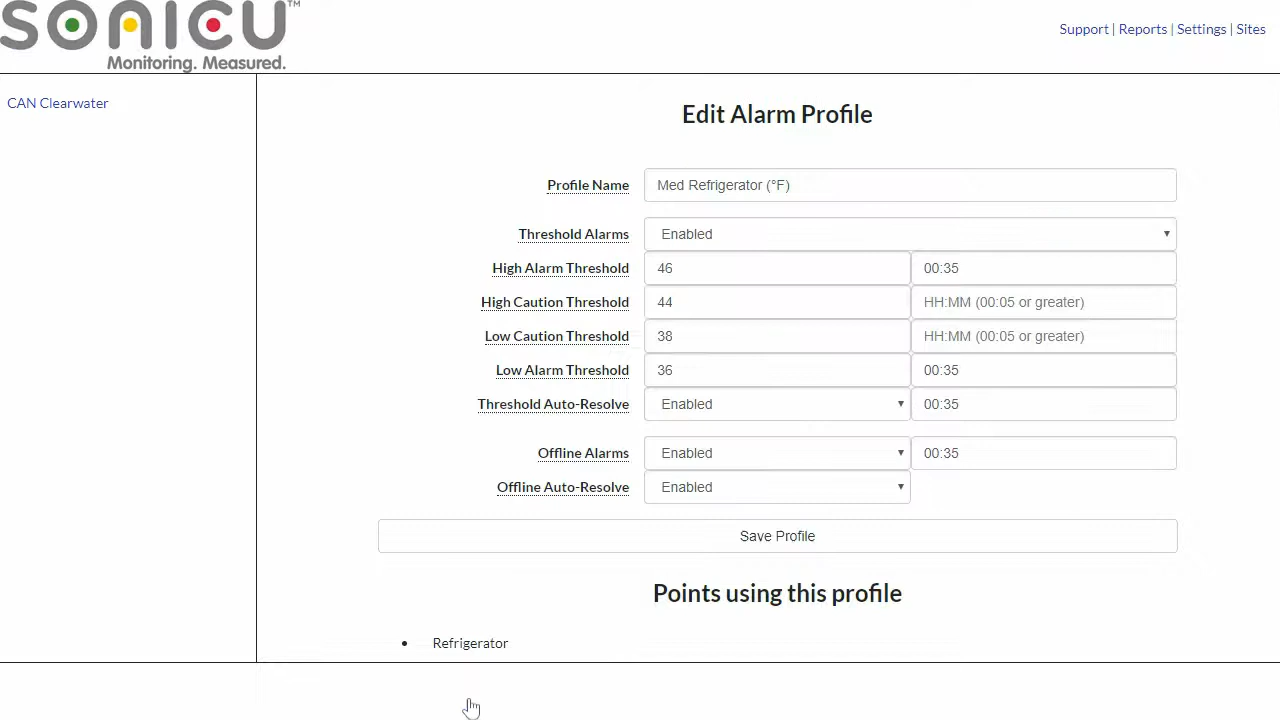 SONICU™
Monitoring. Measured.
Support | Reports | Settings | Sites
CAN Clearwater
Edit Alarm Profile
Profile Name Med Refrigerator (°F)
Threshold Alarms Enabled
High Alarm Threshold 46 00:35
High Caution Threshold 44 HH:MM (00:05 or greater)
Low Caution Threshold 38 HH:MM (00:05 or greater)
Low Alarm Threshold 36 00:35
Threshold Auto-Resolve Enabled 00:35
Offline Alarms Enabled 00:35
Offline Auto-Resolve Enabled
Save Profile
Points using this profile
• Refrigerator